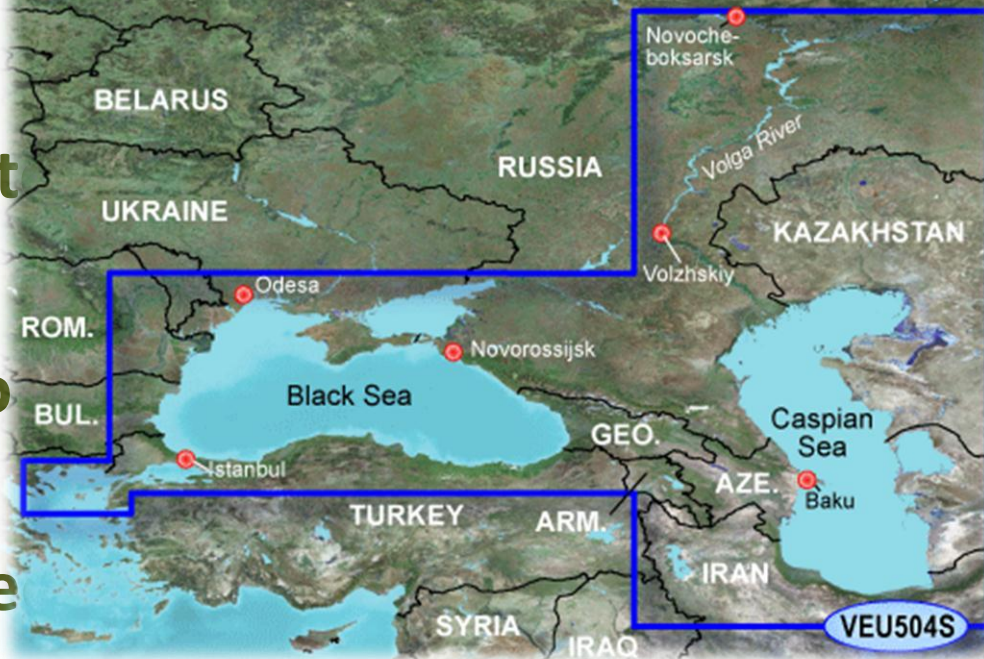 Novoche-
boksarsk
BELARUS
Volga River
RUSSIA
t
UKRAINE
KAZAKHSTAN
Volzhskiy
Odesa
ROM.
Novorossijsk
Black Sea
BUL.
Caspian
Sea
GEO.
Istanbul
AZE.
Baku
TURKEY
ARM.
IRAN
e
SYRIA
VEU504S
IRAQ